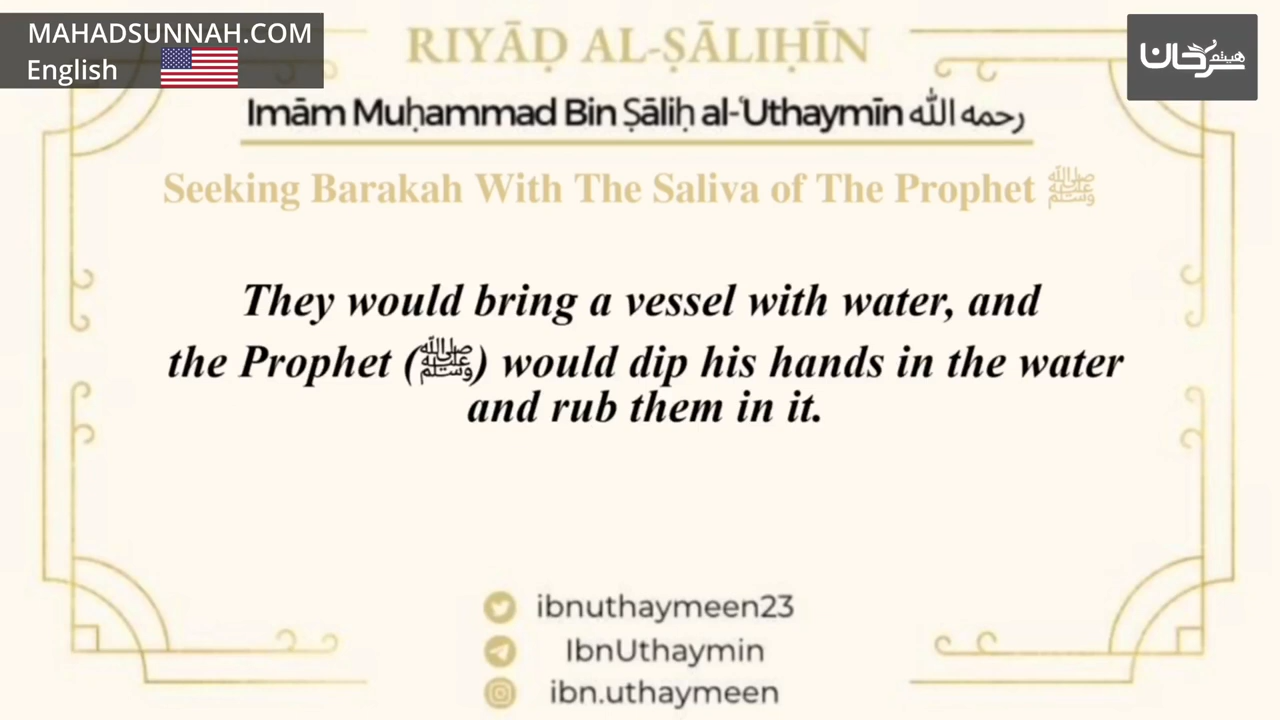 MAHADSUNNAH.COM
English
هيثم
سرحان
RIYĀḌ AL-ṢĀLIḤĪN
Imām Muḥammad Bin Ṣāliḥ al-ʿUthaymīn رحمه الله
Seeking Barakah With The Saliva of The Prophet ﷺ
They would bring a vessel with water, and
the Prophet (ﷺ) would dip his hands in the water
and rub them in it.
ibnuthaymeen23
IbnUthaymin
ibn.uthaymeen